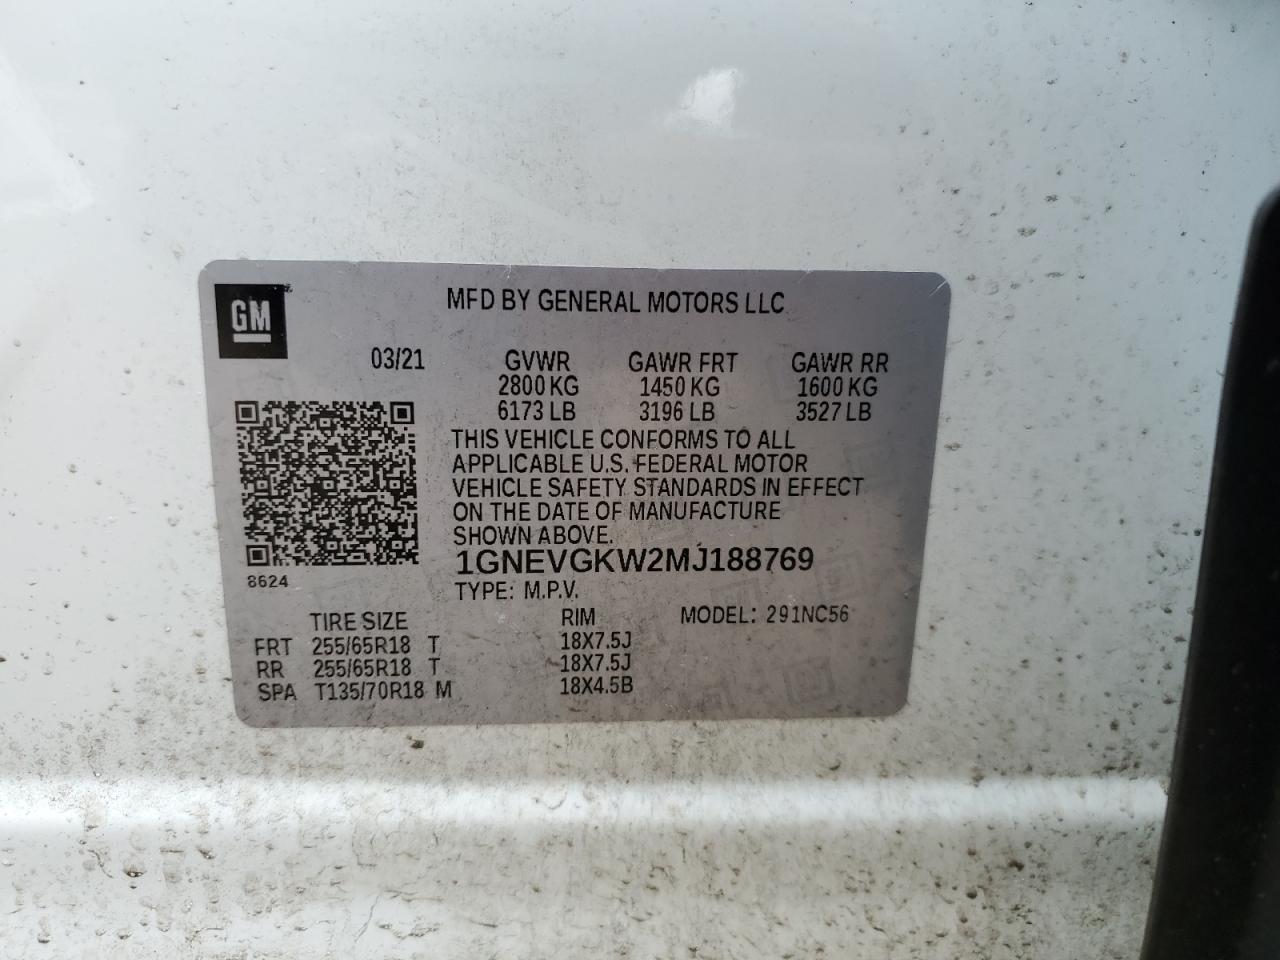 GM
MFD BY GENERAL MOTORS LLC
03/21 GVWR GAWR FRT GAWR RR
2800 KG 1450 KG 1600 KG
6173 LB 3196 LB 3527 LB
THIS VEHICLE CONFORMS TO ALL
APPLICABLE U.S. FEDERAL MOTOR
VEHICLE SAFETY STANDARDS IN EFFECT
ON THE DATE OF MANUFACTURE
SHOWN ABOVE.
1GNEVGKW2MJ188769
8624
TYPE: M.P.V.
TIRE SIZE RIM MODEL: 291NC56
FRT 255/65R18 T 18X7.5J
RR 255/65R18 T 18X7.5J
SPA T135/70R18 M 18X4.5B